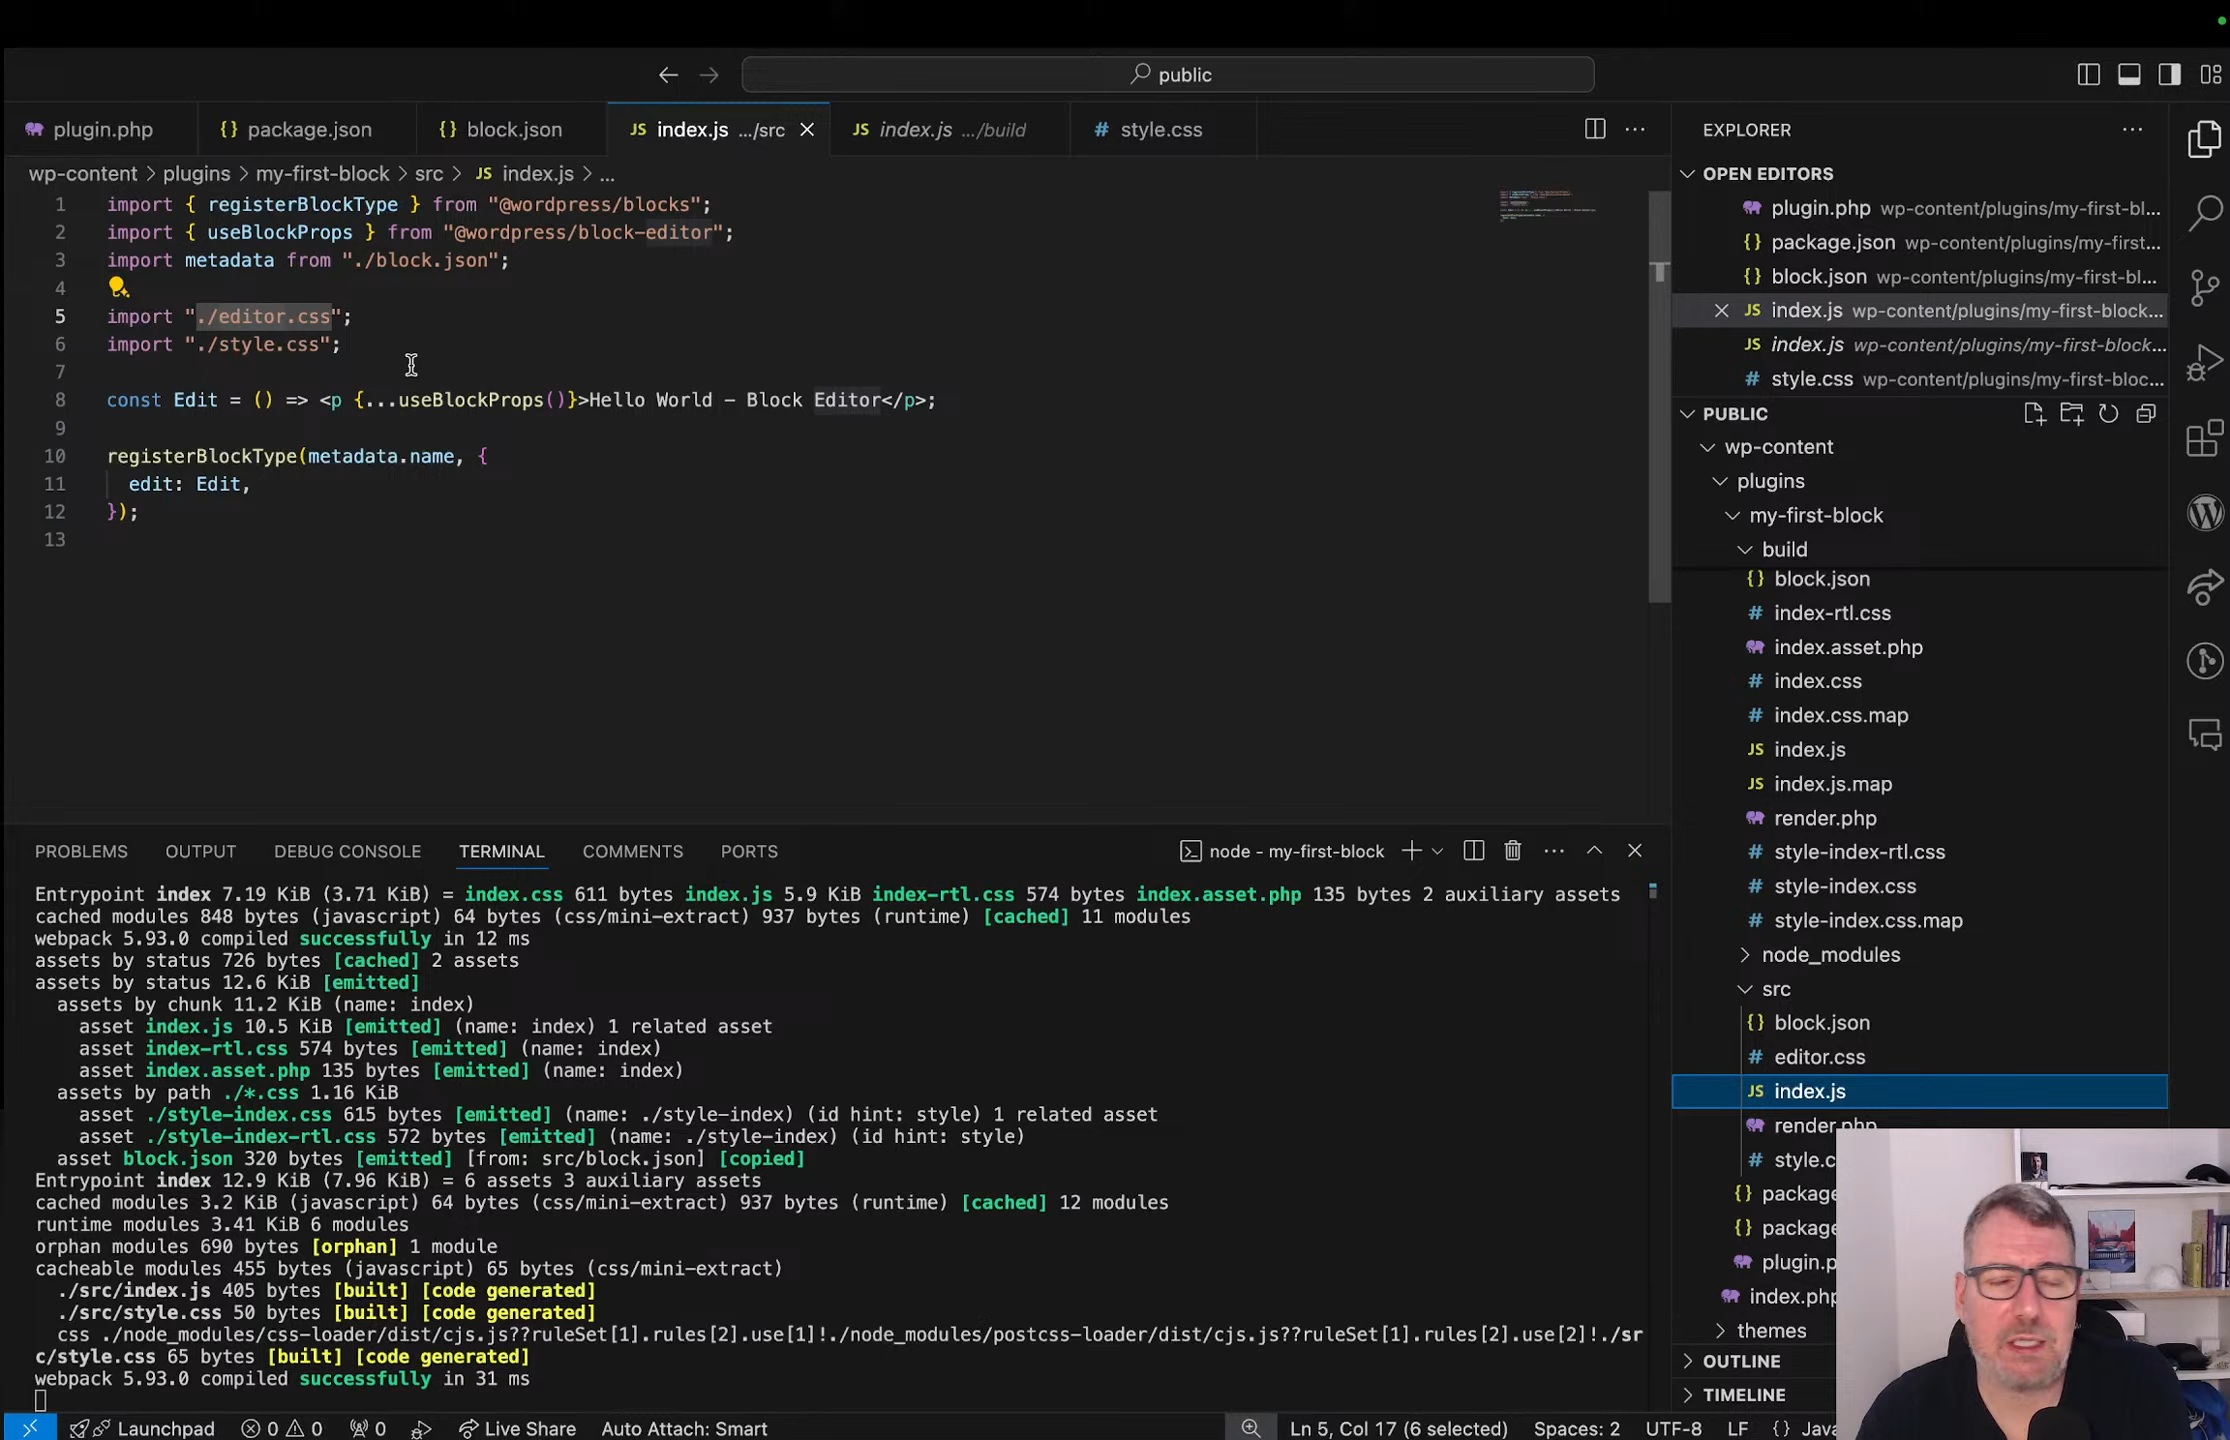 public
plugin.php
package.json
block.json
index.js .../src
index.js .../build
style.css
wp-content > plugins > my-first-block > src > JS index.js > ...
1 import { registerBlockType } from "@wordpress/blocks";
2 import { useBlockProps } from "@wordpress/block-editor";
3 import metadata from "./block.json";
4
5 import "./editor.css";
6 import "./style.css";
7
8 const Edit = () => <p {...useBlockProps()}>Hello World - Block Editor</p>;
9
10 registerBlockType(metadata.name, {
11 edit: Edit,
12 });
13
PROBLEMS OUTPUT DEBUG CONSOLE TERMINAL COMMENTS PORTS
node - my-first-block
Entrypoint index 7.19 KiB (3.71 KiB) = index.css 611 bytes index.js 5.9 KiB index-rtl.css 574 bytes index.asset.php 135 bytes 2 auxiliary assets
cached modules 848 bytes (javascript) 64 bytes (css/mini-extract) 937 bytes (runtime) [cached] 11 modules
webpack 5.93.0 compiled successfully in 12 ms
assets by status 726 bytes [cached] 2 assets
assets by status 12.6 KiB [emitted]
assets by chunk 11.2 KiB (name: index)
asset index.js 10.5 KiB [emitted] (name: index) 1 related asset
asset index-rtl.css 574 bytes [emitted] (name: index)
asset index.asset.php 135 bytes [emitted] (name: index)
assets by path ./*.css 1.16 KiB
asset ./style-index.css 615 bytes [emitted] (name: ./style-index) (id hint: style) 1 related asset
asset ./style-index-rtl.css 572 bytes [emitted] (name: ./style-index) (id hint: style)
asset block.json 320 bytes [emitted] [from: src/block.json] [copied]
Entrypoint index 12.9 KiB (7.96 KiB) = 6 assets 3 auxiliary assets
cached modules 3.2 KiB (javascript) 64 bytes (css/mini-extract) 937 bytes (runtime) [cached] 12 modules
runtime modules 3.41 KiB 6 modules
orphan modules 690 bytes [orphan] 1 module
cacheable modules 455 bytes (javascript) 65 bytes (css/mini-extract)
./src/index.js 405 bytes [built] [code generated]
./src/style.css 50 bytes [built] [code generated]
css ./node_modules/css-loader/dist/cjs.js??ruleSet[1].rules[2].use[1]!./node_modules/postcss-loader/dist/cjs.js??ruleSet[1].rules[2].use[2]!./sr
c/style.css 65 bytes [built] [code generated]
webpack 5.93.0 compiled successfully in 31 ms
EXPLORER
OPEN EDITORS
plugin.php wp-content/plugins/my-first-bl...
package.json wp-content/plugins/my-first...
block.json wp-content/plugins/my-first-bl...
JS index.js wp-content/plugins/my-first-block...
JS index.js wp-content/plugins/my-first-block...
# style.css wp-content/plugins/my-first-bloc...
PUBLIC
wp-content
plugins
my-first-block
build
{} block.json
# index-rtl.css
index.asset.php
# index.css
# index.css.map
JS index.js
JS index.js.map
render.php
# style-index-rtl.css
# style-index.css
# style-index.css.map
node_modules
src
{} block.json
# editor.css
JS index.js
render.php
# style.c
{} package
{} package
plugin.p
index.php
themes
OUTLINE
TIMELINE
Launchpad 0 0 0 Live Share Auto Attach: Smart Ln 5, Col 17 (6 selected) Spaces: 2 UTF-8 LF {} Java